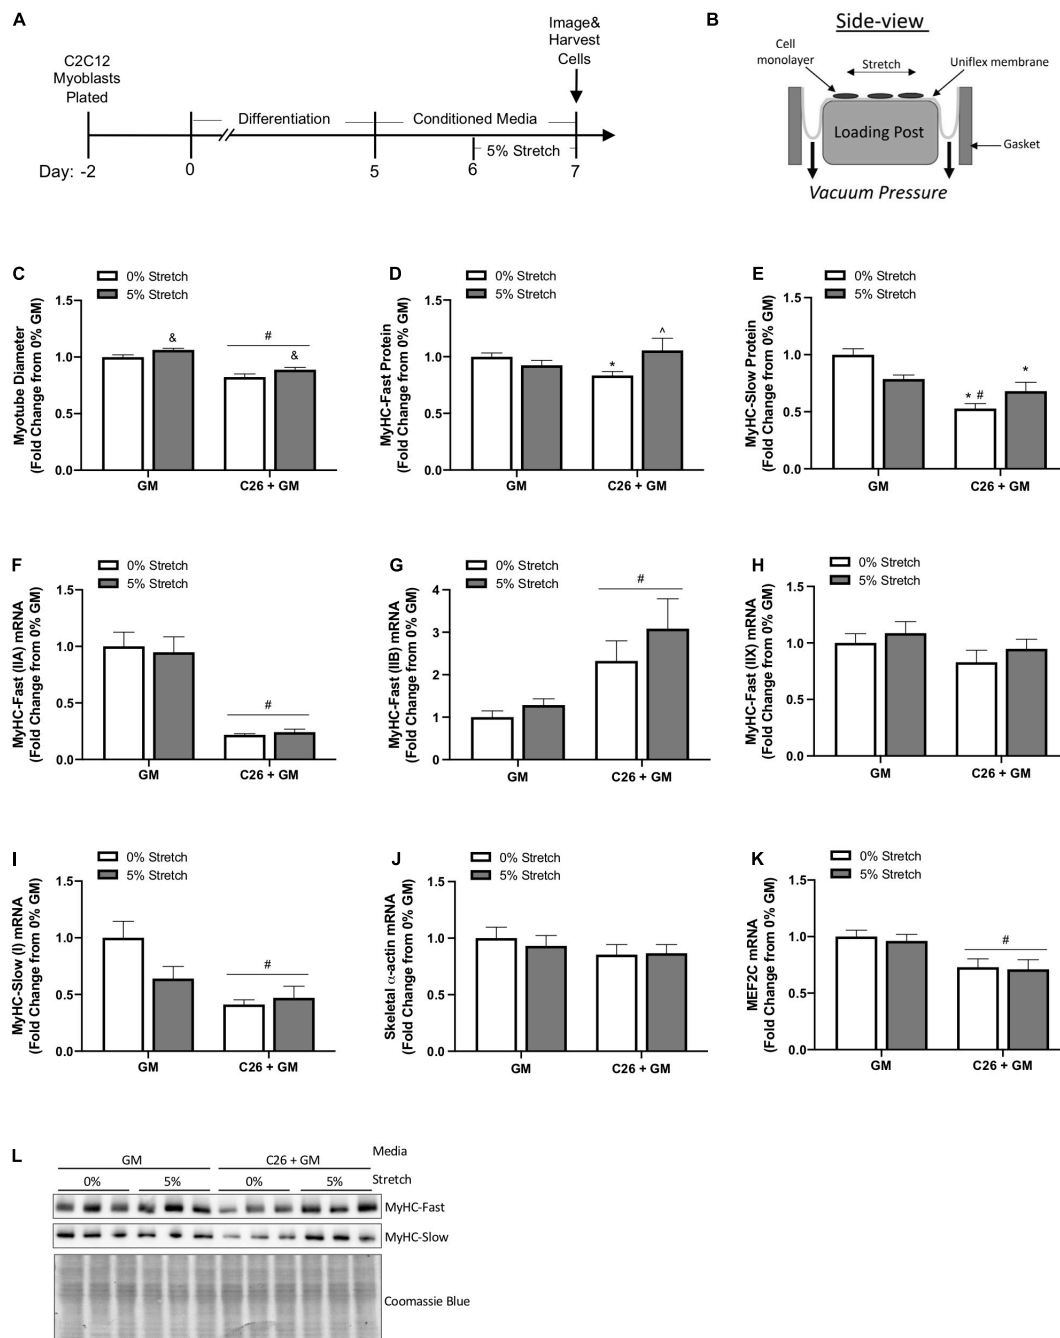 A
C2C12
Myoblasts
Plated
Image&
Harvest
Cells
Differentiation
Conditioned Media
5% Stretch
Day: -2
0
5
6
7
B
Side-view
Cell
monolayer
Stretch
Uniflex membrane
Loading Post
Gasket
Vacuum Pressure
C
0% Stretch
5% Stretch
Myotube Diameter
(Fold Change from 0% GM)
1.5
1.0
0.5
0.0
&
#
&
GM
C26 + GM
D
0% Stretch
5% Stretch
MyHC-Fast Protein
(Fold Change from 0% GM)
1.5
1.0
0.5
0.0
*
^
GM
C26 + GM
E
0% Stretch
5% Stretch
MyHC-Slow Protein
(Fold Change from 0% GM)
1.5
1.0
0.5
0.0
* #
*
GM
C26 + GM
F
0% Stretch
5% Stretch
MyHC-Fast (IIA) mRNA
(Fold Change from 0% GM)
1.5
1.0
0.5
0.0
#
GM
C26 + GM
G
0% Stretch
5% Stretch
MyHC-Fast (IIB) mRNA
(Fold Change from 0% GM)
4
3
2
1
0
#
GM
C26 + GM
H
0% Stretch
5% Stretch
MyHC-Fast (IIX) mRNA
(Fold Change from 0% GM)
1.5
1.0
0.5
0.0
GM
C26 + GM
I
0% Stretch
5% Stretch
MyHC-Slow (I) mRNA
(Fold Change from 0% GM)
1.5
1.0
0.5
0.0
#
GM
C26 + GM
J
0% Stretch
5% Stretch
Skeletal α-actin mRNA
(Fold Change from 0% GM)
1.5
1.0
0.5
0.0
GM
C26 + GM
K
0% Stretch
5% Stretch
MEF2C mRNA
(Fold Change from 0% GM)
1.5
1.0
0.5
0.0
#
GM
C26 + GM
L
GM
C26 + GM
Media
0%
5%
0%
5%
Stretch
MyHC-Fast
MyHC-Slow
Coomassie Blue